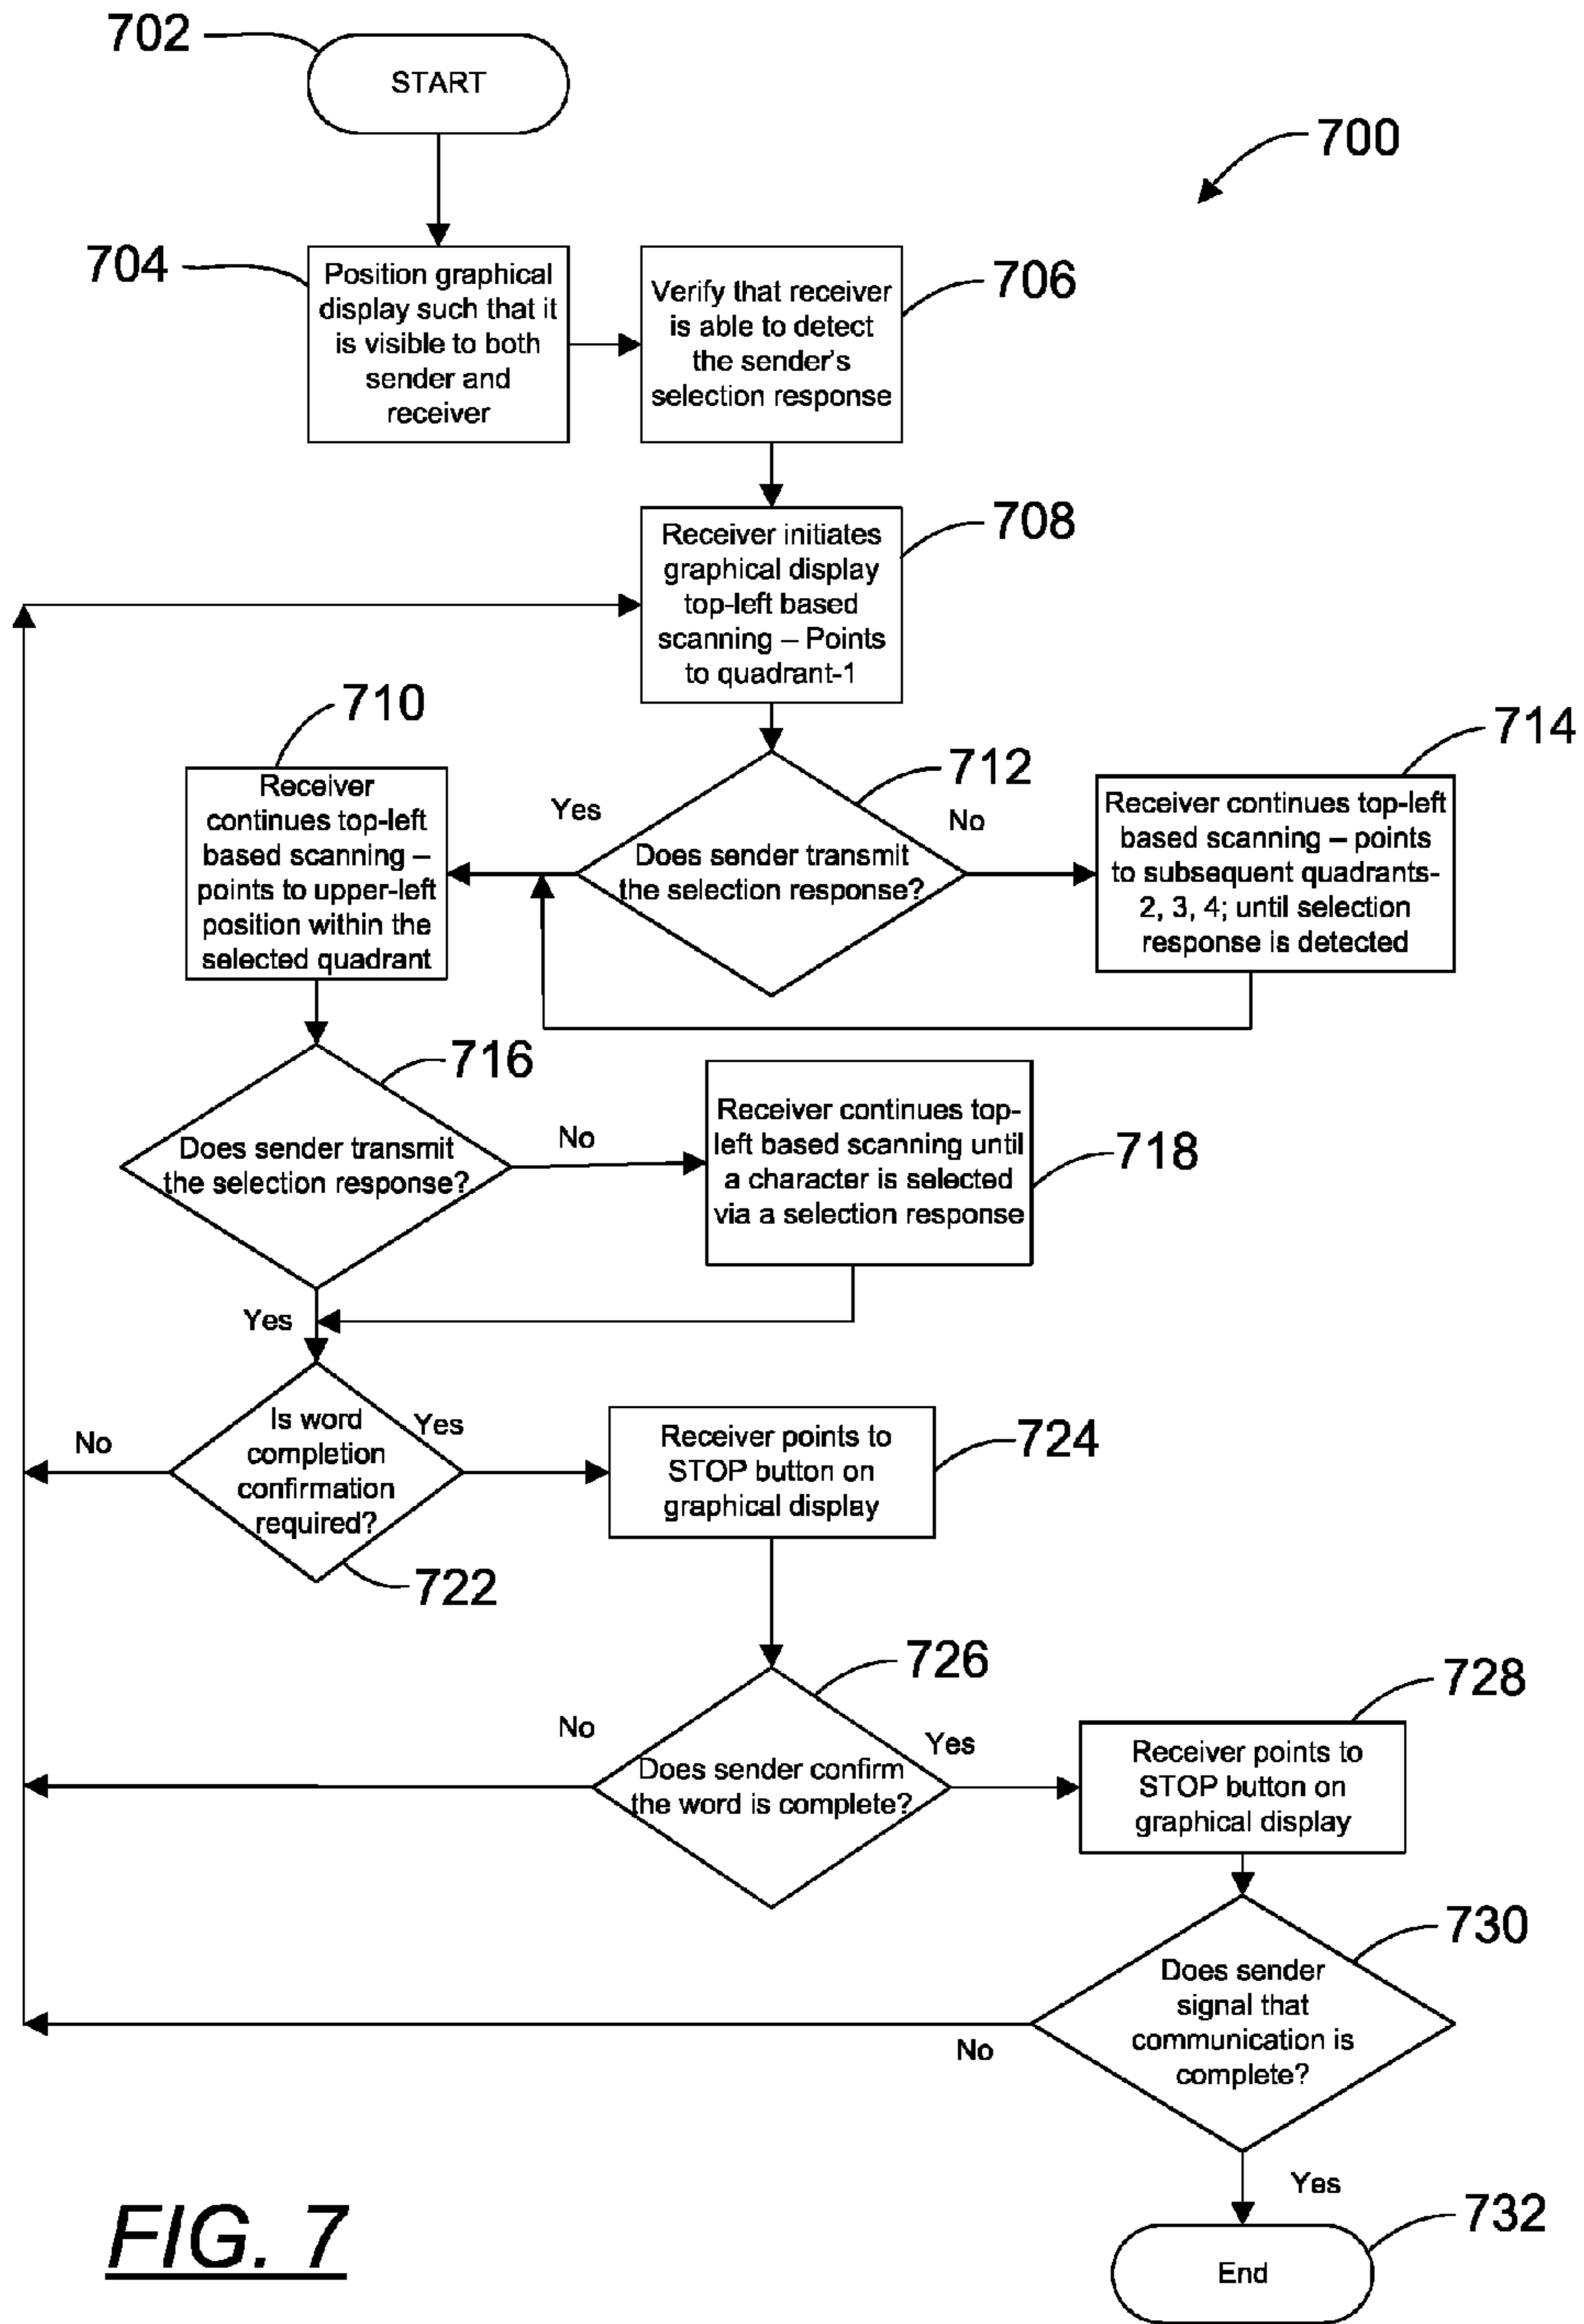 702
START
700
704
Position graphical
display such that it
is visible to both
sender and
receiver
706
Verify that receiver
is able to detect
the sender's
selection response
708
Receiver initiates
graphical display
top-left based
scanning – Points
to quadrant-1
710
Receiver
continues top-left
based scanning –
points to upper-left
position within the
selected quadrant
712
Yes
No
Does sender transmit
the selection response?
714
Receiver continues top-left
based scanning – points
to subsequent quadrants-
2, 3, 4; until selection
response is detected
716
Does sender transmit
the selection response?
No
Yes
718
Receiver continues top-
left based scanning until
a character is selected
via a selection response
No
Is word
completion
confirmation
required?
Yes
722
724
Receiver points to
STOP button on
graphical display
726
No
Yes
Does sender confirm
the word is complete?
728
Receiver points to
STOP button on
graphical display
730
Does sender
signal that
communication is
complete?
No
Yes
732
End
FIG. 7